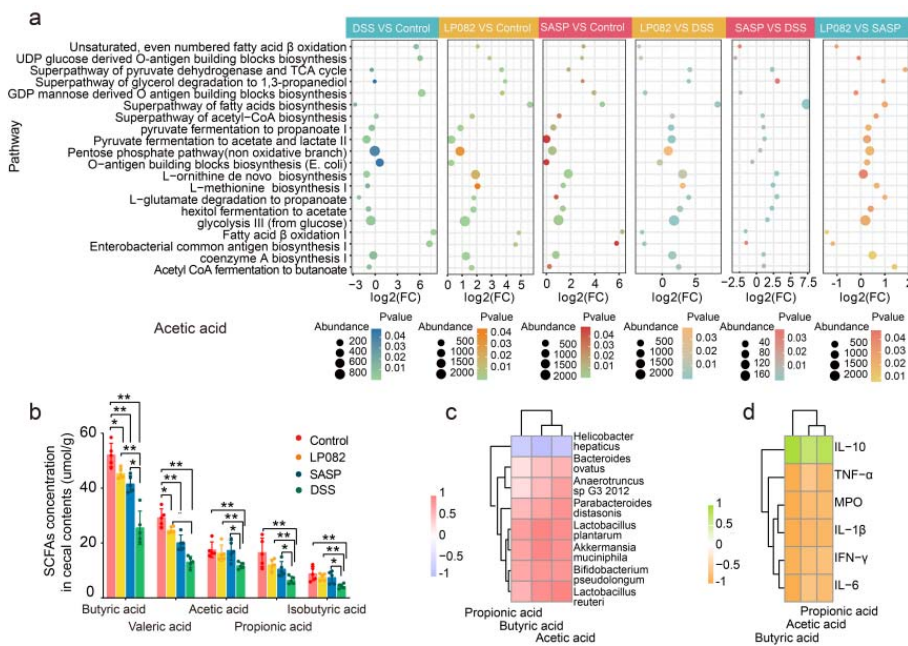 a
DSS VS Control
LP082 VS Control
SASP VS Control
LP082 VS DSS
SASP VS DSS
LP082 VS SASP
Pathway
Unsaturated, even numbered fatty acid β oxidation
UDP glucose derived O-antigen building blocks biosynthesis
Superpathway of pyruvate dehydrogenase and TCA cycle
Superpathway of glycerol degradation to 1,3-propanediol
GDP mannose derived O antigen building blocks biosynthesis
Superpathway of fatty acids biosynthesis
Superpathway of acetyl-CoA biosynthesis
pyruvate fermentation to propanoate I
Pyruvate fermentation to acetate and lactate II
Pentose phosphate pathway(non oxidative branch)
O-antigen building blocks biosynthesis (E. coli)
L-ornithine de novo biosynthesis
L-methionine biosynthesis I
L-glutamate degradation to propanoate
hexitol fermentation to acetate
glycolysis III (from glucose)
Fatty acid β oxidation I
Enterobacterial common antigen biosynthesis I
coenzyme A biosynthesis I
Acetyl CoA fermentation to butanoate
−3 0 3 6
0 1 2 3 4 5
0 2 4 6
0 5
−2.5 0 2.5 5 7.5
−1 0 1 2
log2(FC)
log2(FC)
log2(FC)
log2(FC)
log2(FC)
log2(FC)
Acetic acid
Abundance
200
400
600
800
Pvalue
0.04
0.03
0.02
0.01
Abundance
500
1000
1500
2000
Pvalue
0.04
0.03
0.02
0.01
Abundance
500
1000
1500
2000
Pvalue
0.04
0.03
0.02
0.01
Abundance
500
1000
1500
2000
Pvalue
0.03
0.02
0.01
Abundance
40
80
120
160
Pvalue
0.04
0.03
0.02
0.01
Abundance
500
1000
1500
2000
Pvalue
0.04
0.03
0.02
0.01
b
SCFAs concentration
in cecal contents (umol/g)
60
40
20
0
** ** * ** *
** ** *
** ** *
** ** *
** ** * *
Control
LP082
SASP
DSS
Butyric acid
Valeric acid
Acetic acid
Propionic acid
Isobutyric acid
c
1
0.5
0
−0.5
−1
Helicobacter
hepaticus
Bacteroides
ovatus
Anaerotruncus
sp G3 2012
Parabacteroides
distasonis
Lactobacillus
plantarum
Akkermansia
muciniphila
Bifidobacterium
pseudolongum
Lactobacillus
reuteri
Propionic acid
Butyric acid
Acetic acid
d
1
0.5
0
−0.5
−1
IL−10
TNF−α
MPO
IL−1β
IFN−γ
IL−6
Propionic acid
Acetic acid
Butyric acid